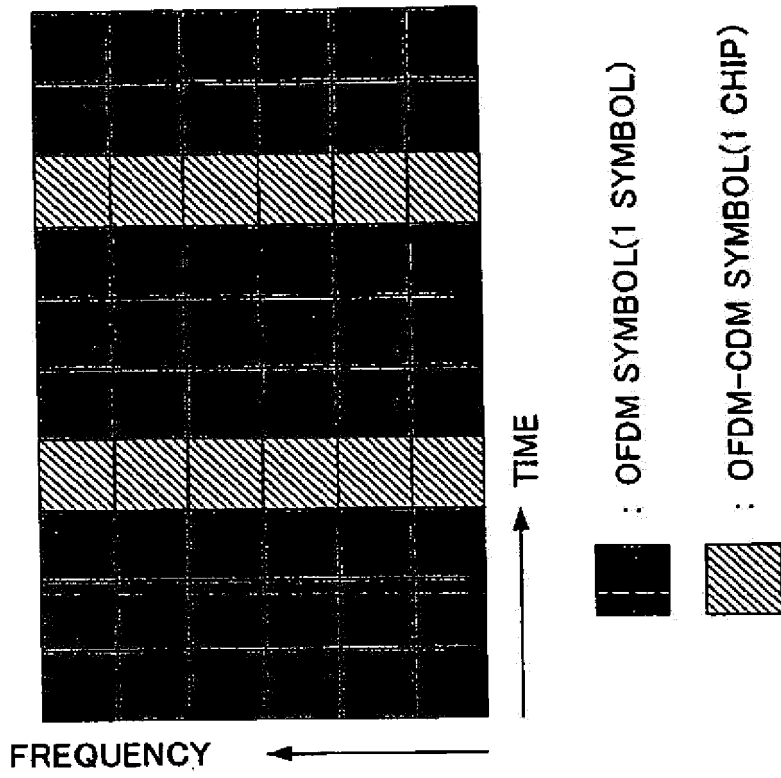 FREQUENCY
TIME
: OFDM SYMBOL(1 SYMBOL)
: OFDM-CDM SYMBOL(1 CHIP)